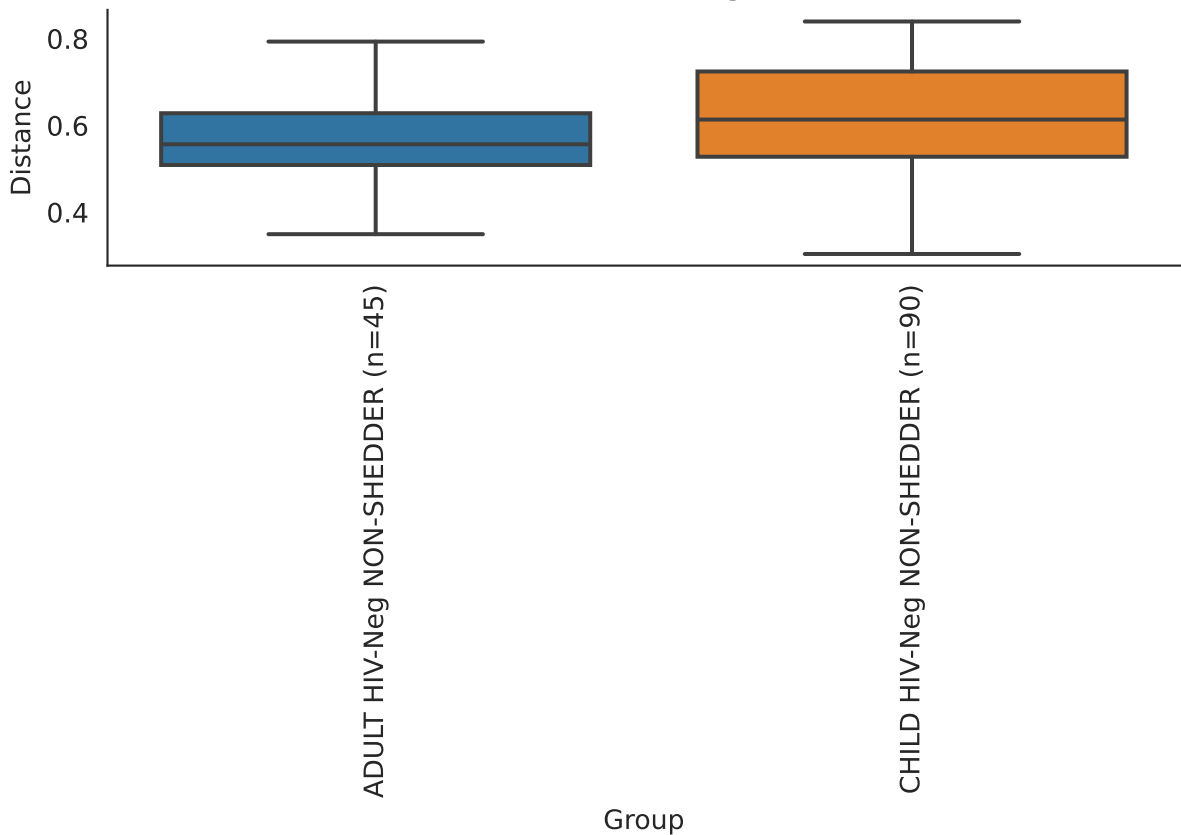 0.8
0.6
0.4
Distance
ADULT HIV-Neg NON-SHEDDER (n=45)
CHILD HIV-Neg NON-SHEDDER (n=90)
Group